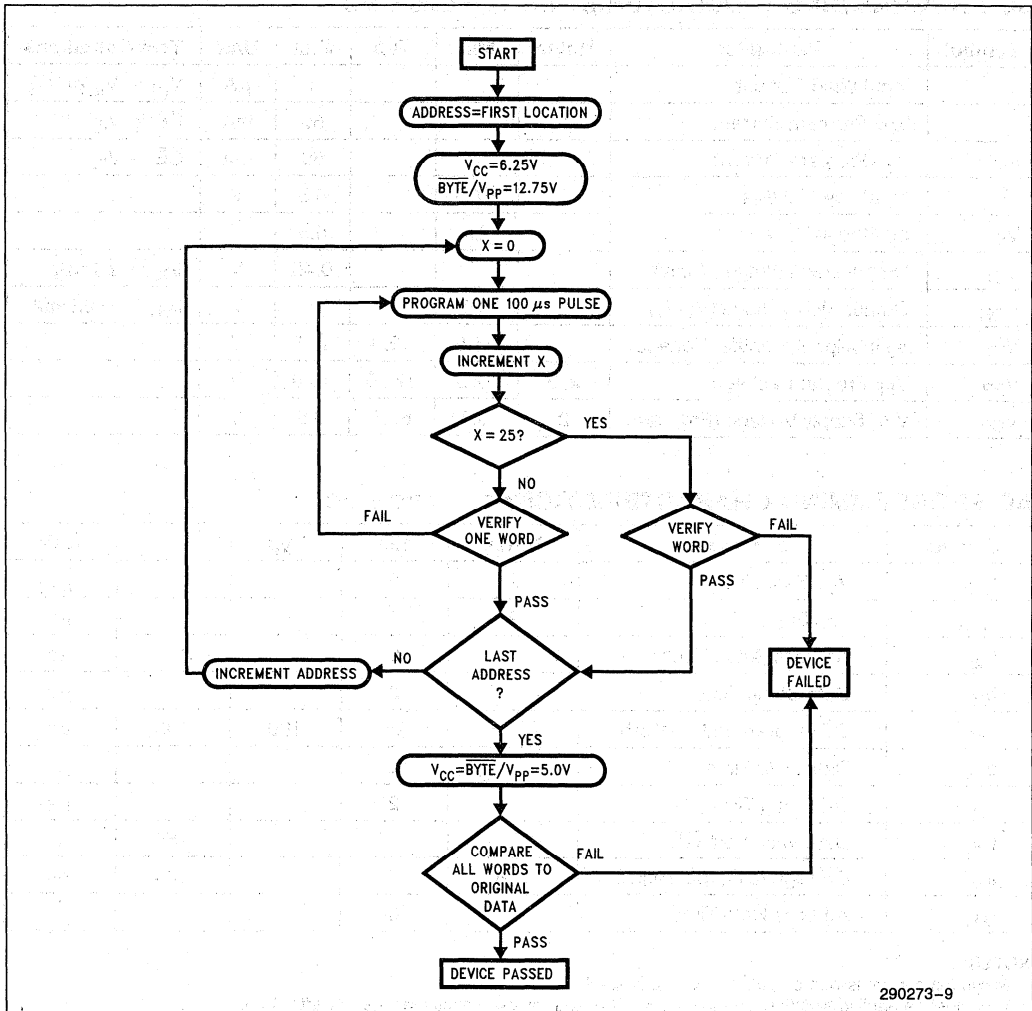 START
ADDRESS=FIRST LOCATION
VCC=6.25V
BYTE/VPP=12.75V
X = 0
PROGRAM ONE 100 μs PULSE
INCREMENT X
X = 25?
YES
NO
VERIFY
ONE WORD
FAIL
VERIFY
WORD
FAIL
PASS
PASS
LAST
ADDRESS
?
NO
INCREMENT ADDRESS
DEVICE
FAILED
YES
VCC=BYTE/VPP=5.0V
COMPARE
ALL WORDS TO
ORIGINAL
DATA
FAIL
PASS
DEVICE PASSED
290273-9